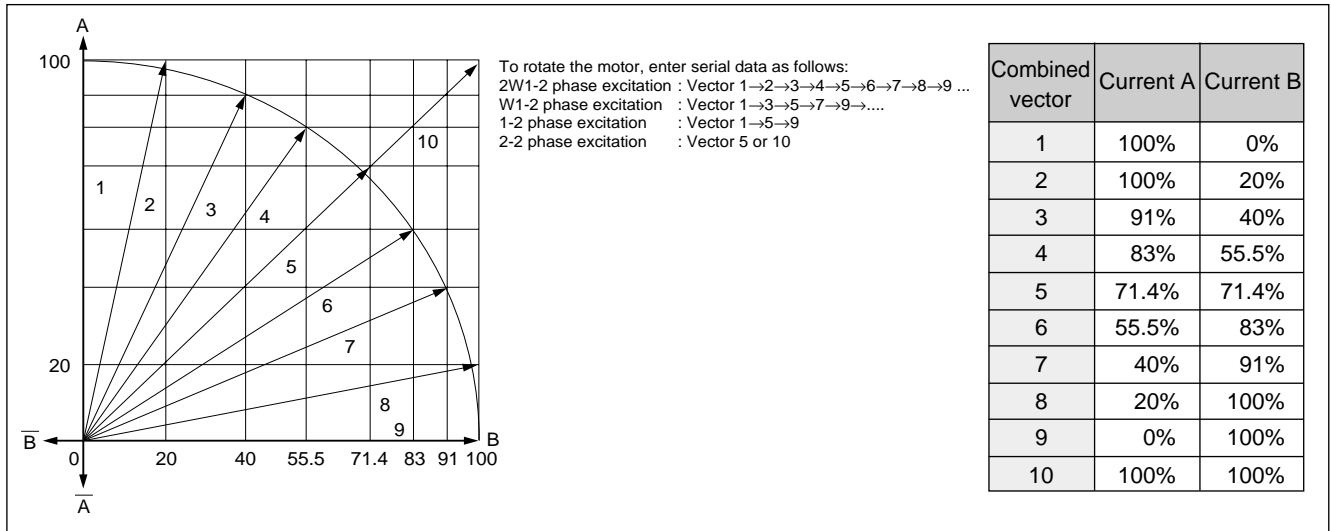 A
100
20
1
2
3
4
5
6
7
8
9
10
B̅
B
0 20 40 55.5 71.4 83 91 100
A̅
To rotate the motor, enter serial data as follows:
2W1-2 phase excitation : Vector 1→2→3→4→5→6→7→8→9 ...
W1-2 phase excitation : Vector 1→3→5→7→9→....
1-2 phase excitation : Vector 1→5→9
2-2 phase excitation : Vector 5 or 10
Combined vector Current A Current B
1 100% 0%
2 100% 20%
3 91% 40%
4 83% 55.5%
5 71.4% 71.4%
6 55.5% 83%
7 40% 91%
8 20% 100%
9 0% 100%
10 100% 100%